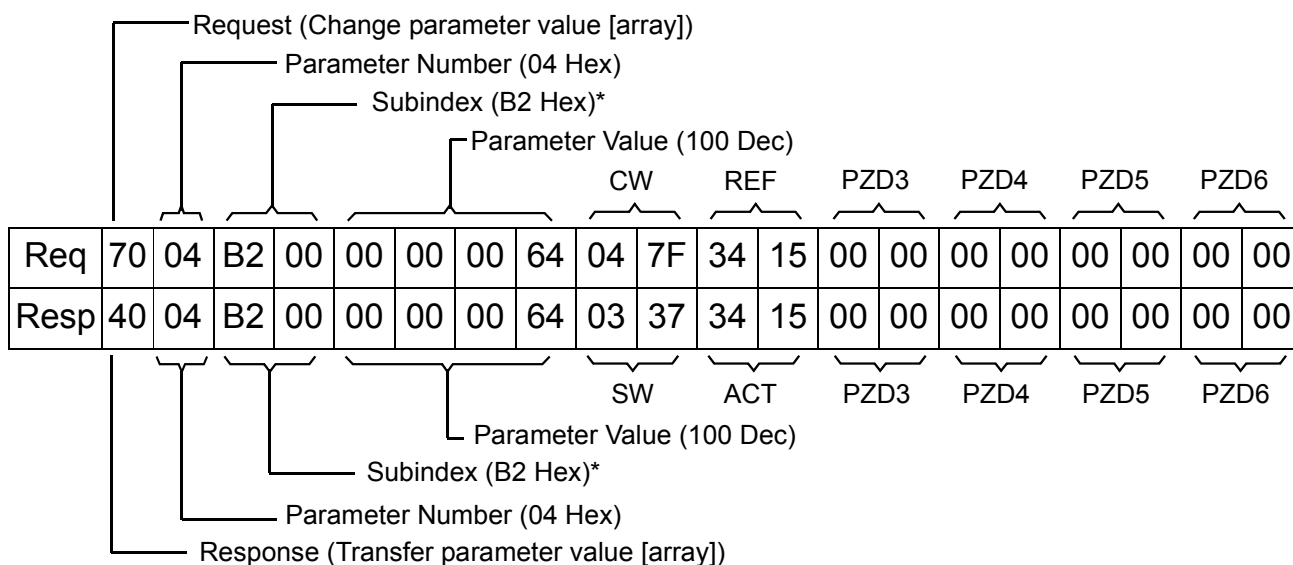 Request (Change parameter value [array])
Parameter Number (04 Hex)
Subindex (B2 Hex)*
Parameter Value (100 Dec)
CW REF PZD3 PZD4 PZD5 PZD6
Req 70 04 B2 00 00 00 00 64 04 7F 34 15 00 00 00 00 00 00 00 00
Resp 40 04 B2 00 00 00 00 64 03 37 34 15 00 00 00 00 00 00 00 00
SW ACT PZD3 PZD4 PZD5 PZD6
Parameter Value (100 Dec)
Subindex (B2 Hex)*
Parameter Number (04 Hex)
Response (Transfer parameter value [array])